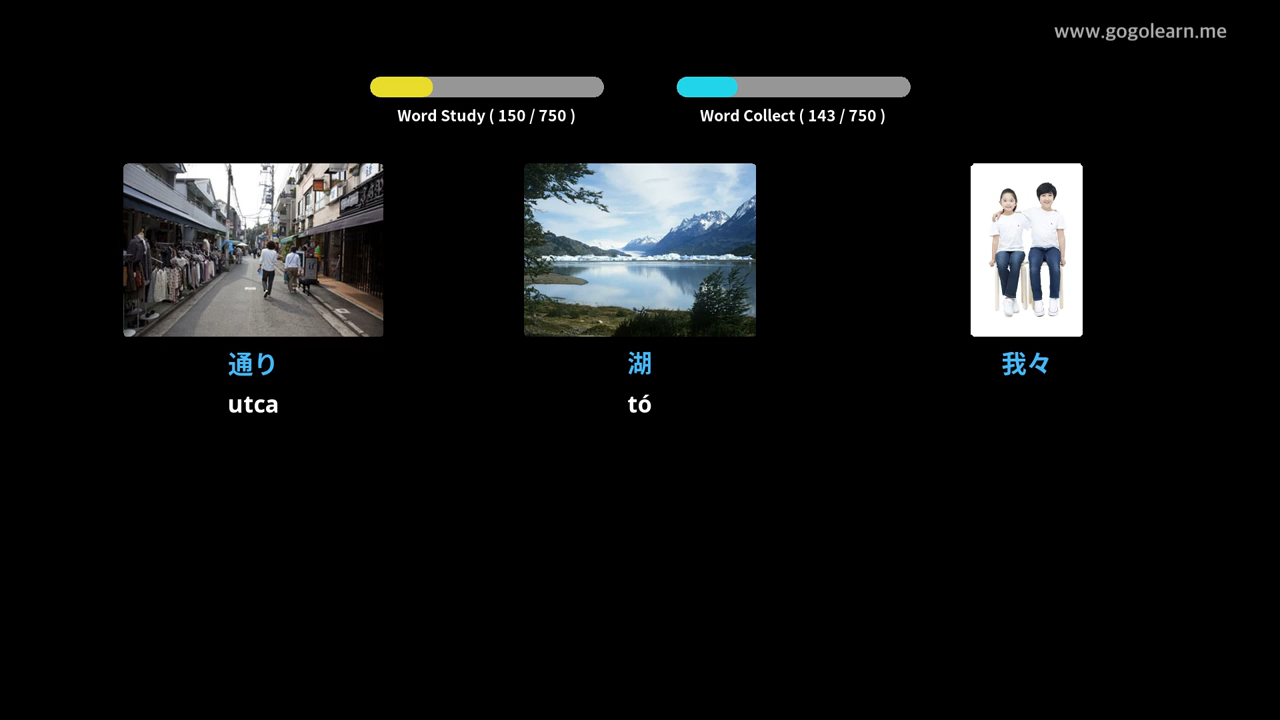 www.gogolearn.me
Word Study ( 150 / 750 )
Word Collect ( 143 / 750 )
通り
湖
我々
utca
tó